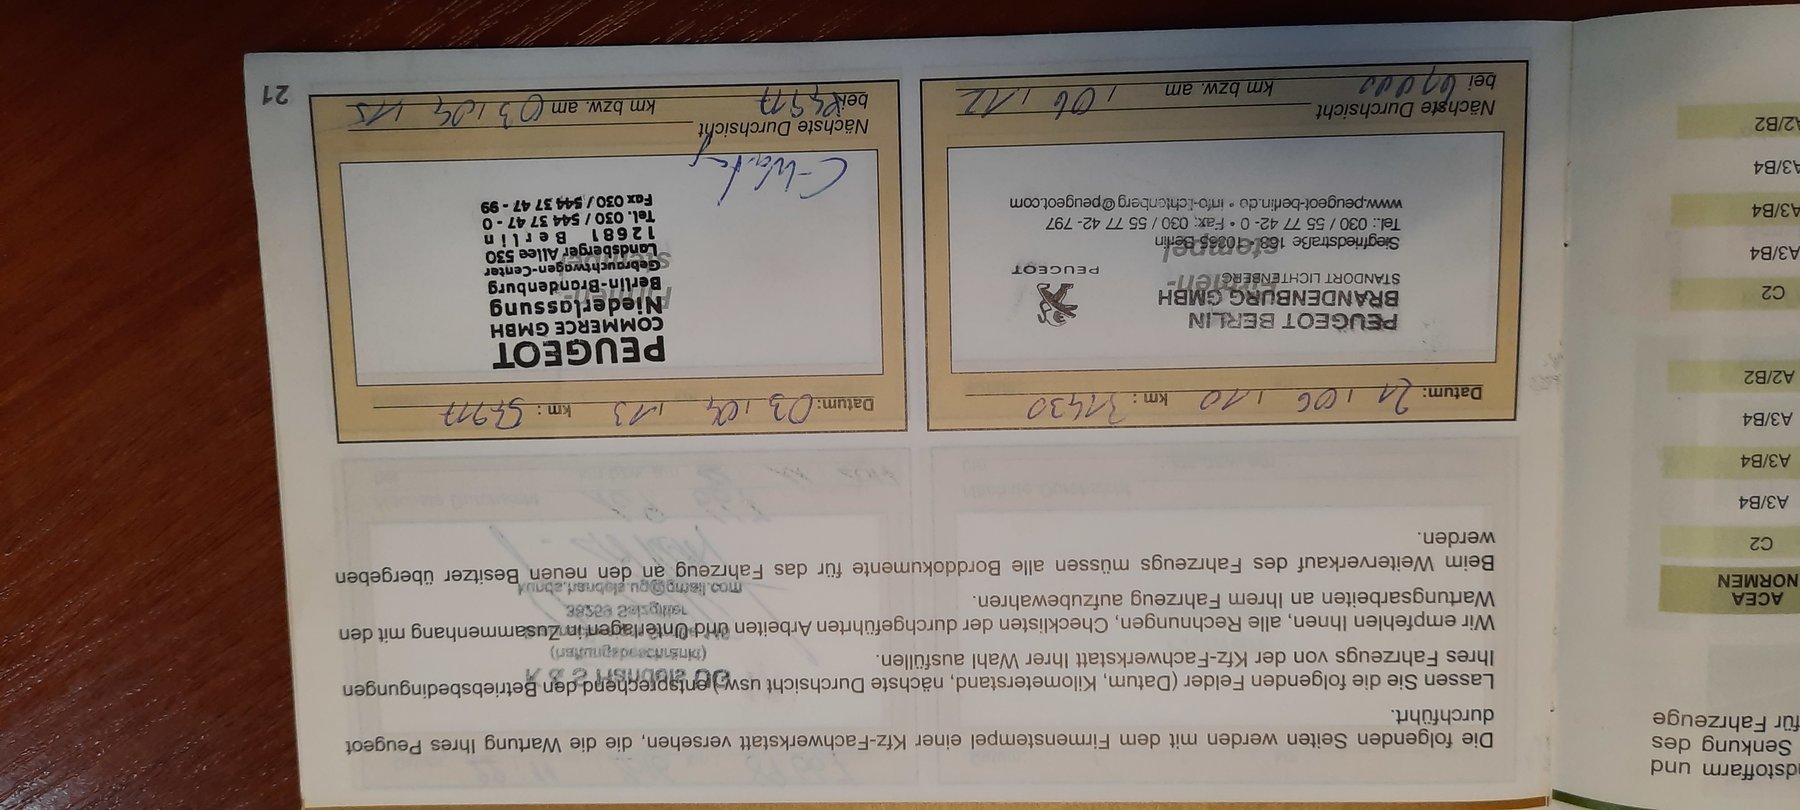 und
Senkung des
für Fahrzeuge
ACEA
NORMEN
C2
A3/B4
A3/B4
A3/B4
A2/B2
C2
A3/B4
A3/B4
A3/B4
A2/B2
Die folgenden Seiten werden mit dem Firmenstempel einer Kfz-Fachwerkstatt versehen, die die Wartung Ihres Peugeot
durchführt.
Lassen Sie die folgenden Felder (Datum, Kilometerstand, nächste Durchsicht usw.) entsprechend den Betriebsbedingungen
Ihres Fahrzeugs von der Kfz-Fachwerkstatt Ihrer Wahl ausfüllen.
Wir empfehlen Ihnen, alle Rechnungen, Checklisten der durchgeführten Arbeiten und Unterlagen in Zusammenhang mit den
Wartungsarbeiten an Ihrem Fahrzeug aufzubewahren.
Beim Weiterverkauf des Fahrzeugs müssen alle Borddokumente für das Fahrzeug an den neuen Besitzer übergeben
werden.
Datum: 21 / 06 / 10 km : 31430
PEUGEOT BERLIN
BRANDENBURG GMBH
STANDORT LICHTENBERG
PEUGEOT
Firmen-
stempel
Siegfriedstraße 168 • 10365 Berlin
Tel.: 030 / 55 77 42- 0 • Fax: 030 / 55 77 42- 797
www.peugeot-berlin.de • info-lichtenberg@peugeot.com
Nächste Durchsicht
bei 61000 km bzw. am / 06 / 12
Datum: 03 / 04 / 13 km : 54917
PEUGEOT
COMMERCE GMBH
Niederlassung
Berlin-Brandenburg
Gebrauchtwagen-Center
Landsberger Allee 530
12681 Berlin
Tel. 030 / 544 37 47 - 0
Fax 030 / 544 37 47 - 99
Firmen-
stempel
Nächste Durchsicht
bei 84917 km bzw. am 03 / 04 / 15
21